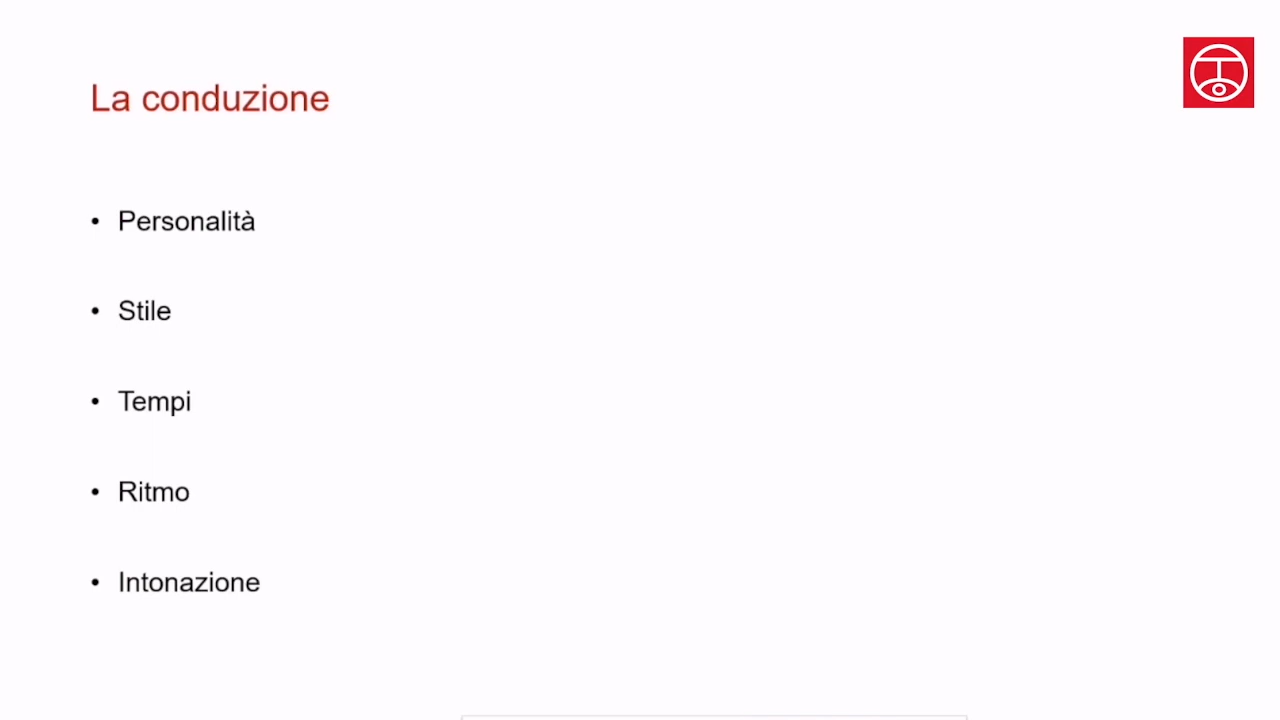 La conduzione
• Personalità
• Stile
• Tempi
• Ritmo
• Intonazione